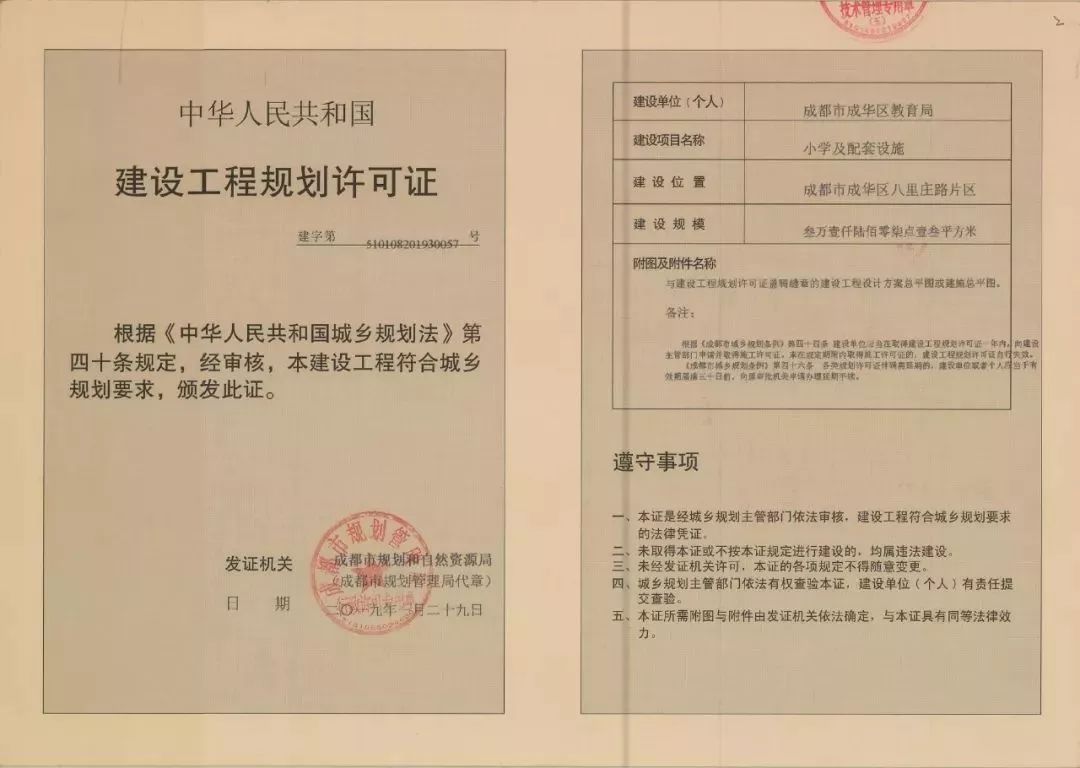 中华人民共和国
建设工程规划许可证
建字第 510108201930057 号
根据《中华人民共和国城乡规划法》第
四十条规定，经审核，本建设工程符合城乡
规划要求，颁发此证。
发证机关 成都市规划和自然资源局
（成都市规划管理局代章）
日 期 二〇一九年 月二十九日
成都市规划管
技术管理专用章
（五）
2
建设单位（个人） 成都市成华区教育局
建设项目名称 小学及配套设施
建设位置 成都市成华区八里庄路片区
建设规模 叁万壹仟陆佰零柒点壹叁平方米
附图及附件名称
与建设工程规划许可证盖骑缝章的建设工程设计方案总平图或建施总平图。
备注：
根据《成都市城乡规划条例》第四十四条 建设单位应当在取得建设工程规划许可证一年内，向建设
主管部门申请并取得施工许可证。未在规定期限内取得施工许可证的，建设工程规划许可证自行失效。
《成都市城乡规划条例》第四十六条 各类规划许可证件确需延期的，建设单位或者个人应当于有
效期届满三十日前，向原审批机关申请办理延期手续。
遵守事项
一、本证是经城乡规划主管部门依法审核，建设工程符合城乡规划要求
的法律凭证。
二、未取得本证或不按本证规定进行建设的，均属违法建设。
三、未经发证机关许可，本证的各项规定不得随意变更。
四、城乡规划主管部门依法有权查验本证，建设单位（个人）有责任提
交查验。
五、本证所需附图与附件由发证机关依法确定，与本证具有同等法律效
力。